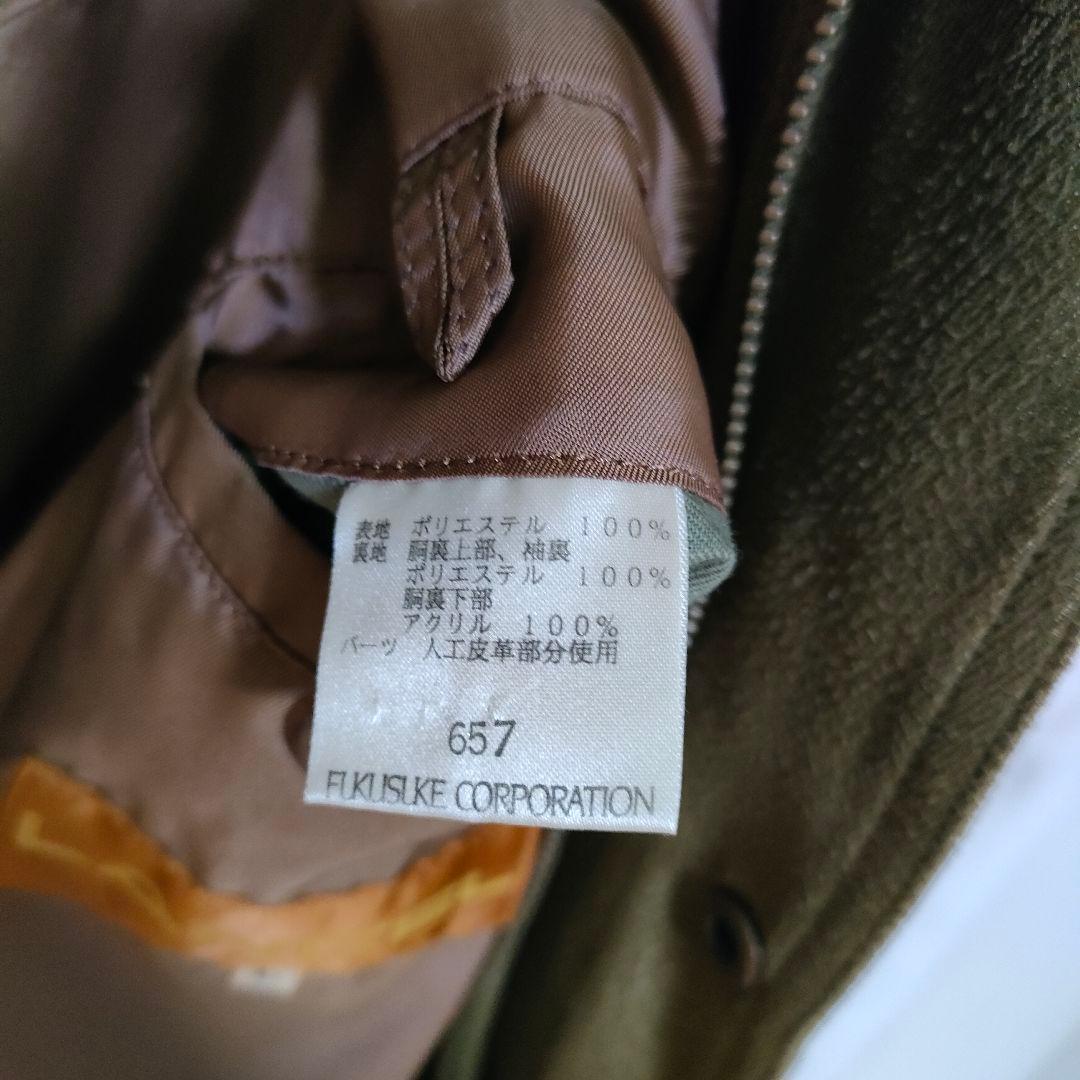 表地 ポリエステル 100%
裏地 胴裏上部、袖裏
ポリエステル 100%
胴裏下部
アクリル 100%
パーツ 人工皮革部分使用
657
FUKUSUKE CORPORATION